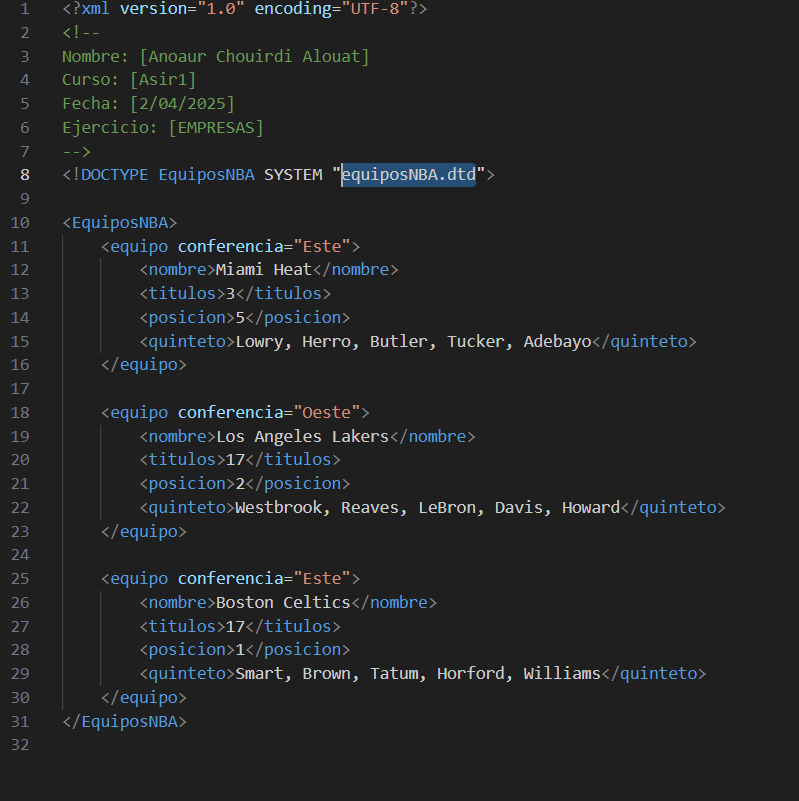 1 <?xml version="1.0" encoding="UTF-8"?>
2 <!--
3 Nombre: [Anoaur Chouirdi Alouat]
4 Curso: [Asir1]
5 Fecha: [2/04/2025]
6 Ejercicio: [EMPRESAS]
7 -->
8 <!DOCTYPE EquiposNBA SYSTEM "equiposNBA.dtd">
9
10 <EquiposNBA>
11 <equipo conferencia="Este">
12 <nombre>Miami Heat</nombre>
13 <titulos>3</titulos>
14 <posicion>5</posicion>
15 <quinteto>Lowry, Herro, Butler, Tucker, Adebayo</quinteto>
16 </equipo>
17
18 <equipo conferencia="Oeste">
19 <nombre>Los Angeles Lakers</nombre>
20 <titulos>17</titulos>
21 <posicion>2</posicion>
22 <quinteto>Westbrook, Reaves, LeBron, Davis, Howard</quinteto>
23 </equipo>
24
25 <equipo conferencia="Este">
26 <nombre>Boston Celtics</nombre>
27 <titulos>17</titulos>
28 <posicion>1</posicion>
29 <quinteto>Smart, Brown, Tatum, Horford, Williams</quinteto>
30 </equipo>
31 </EquiposNBA>
32